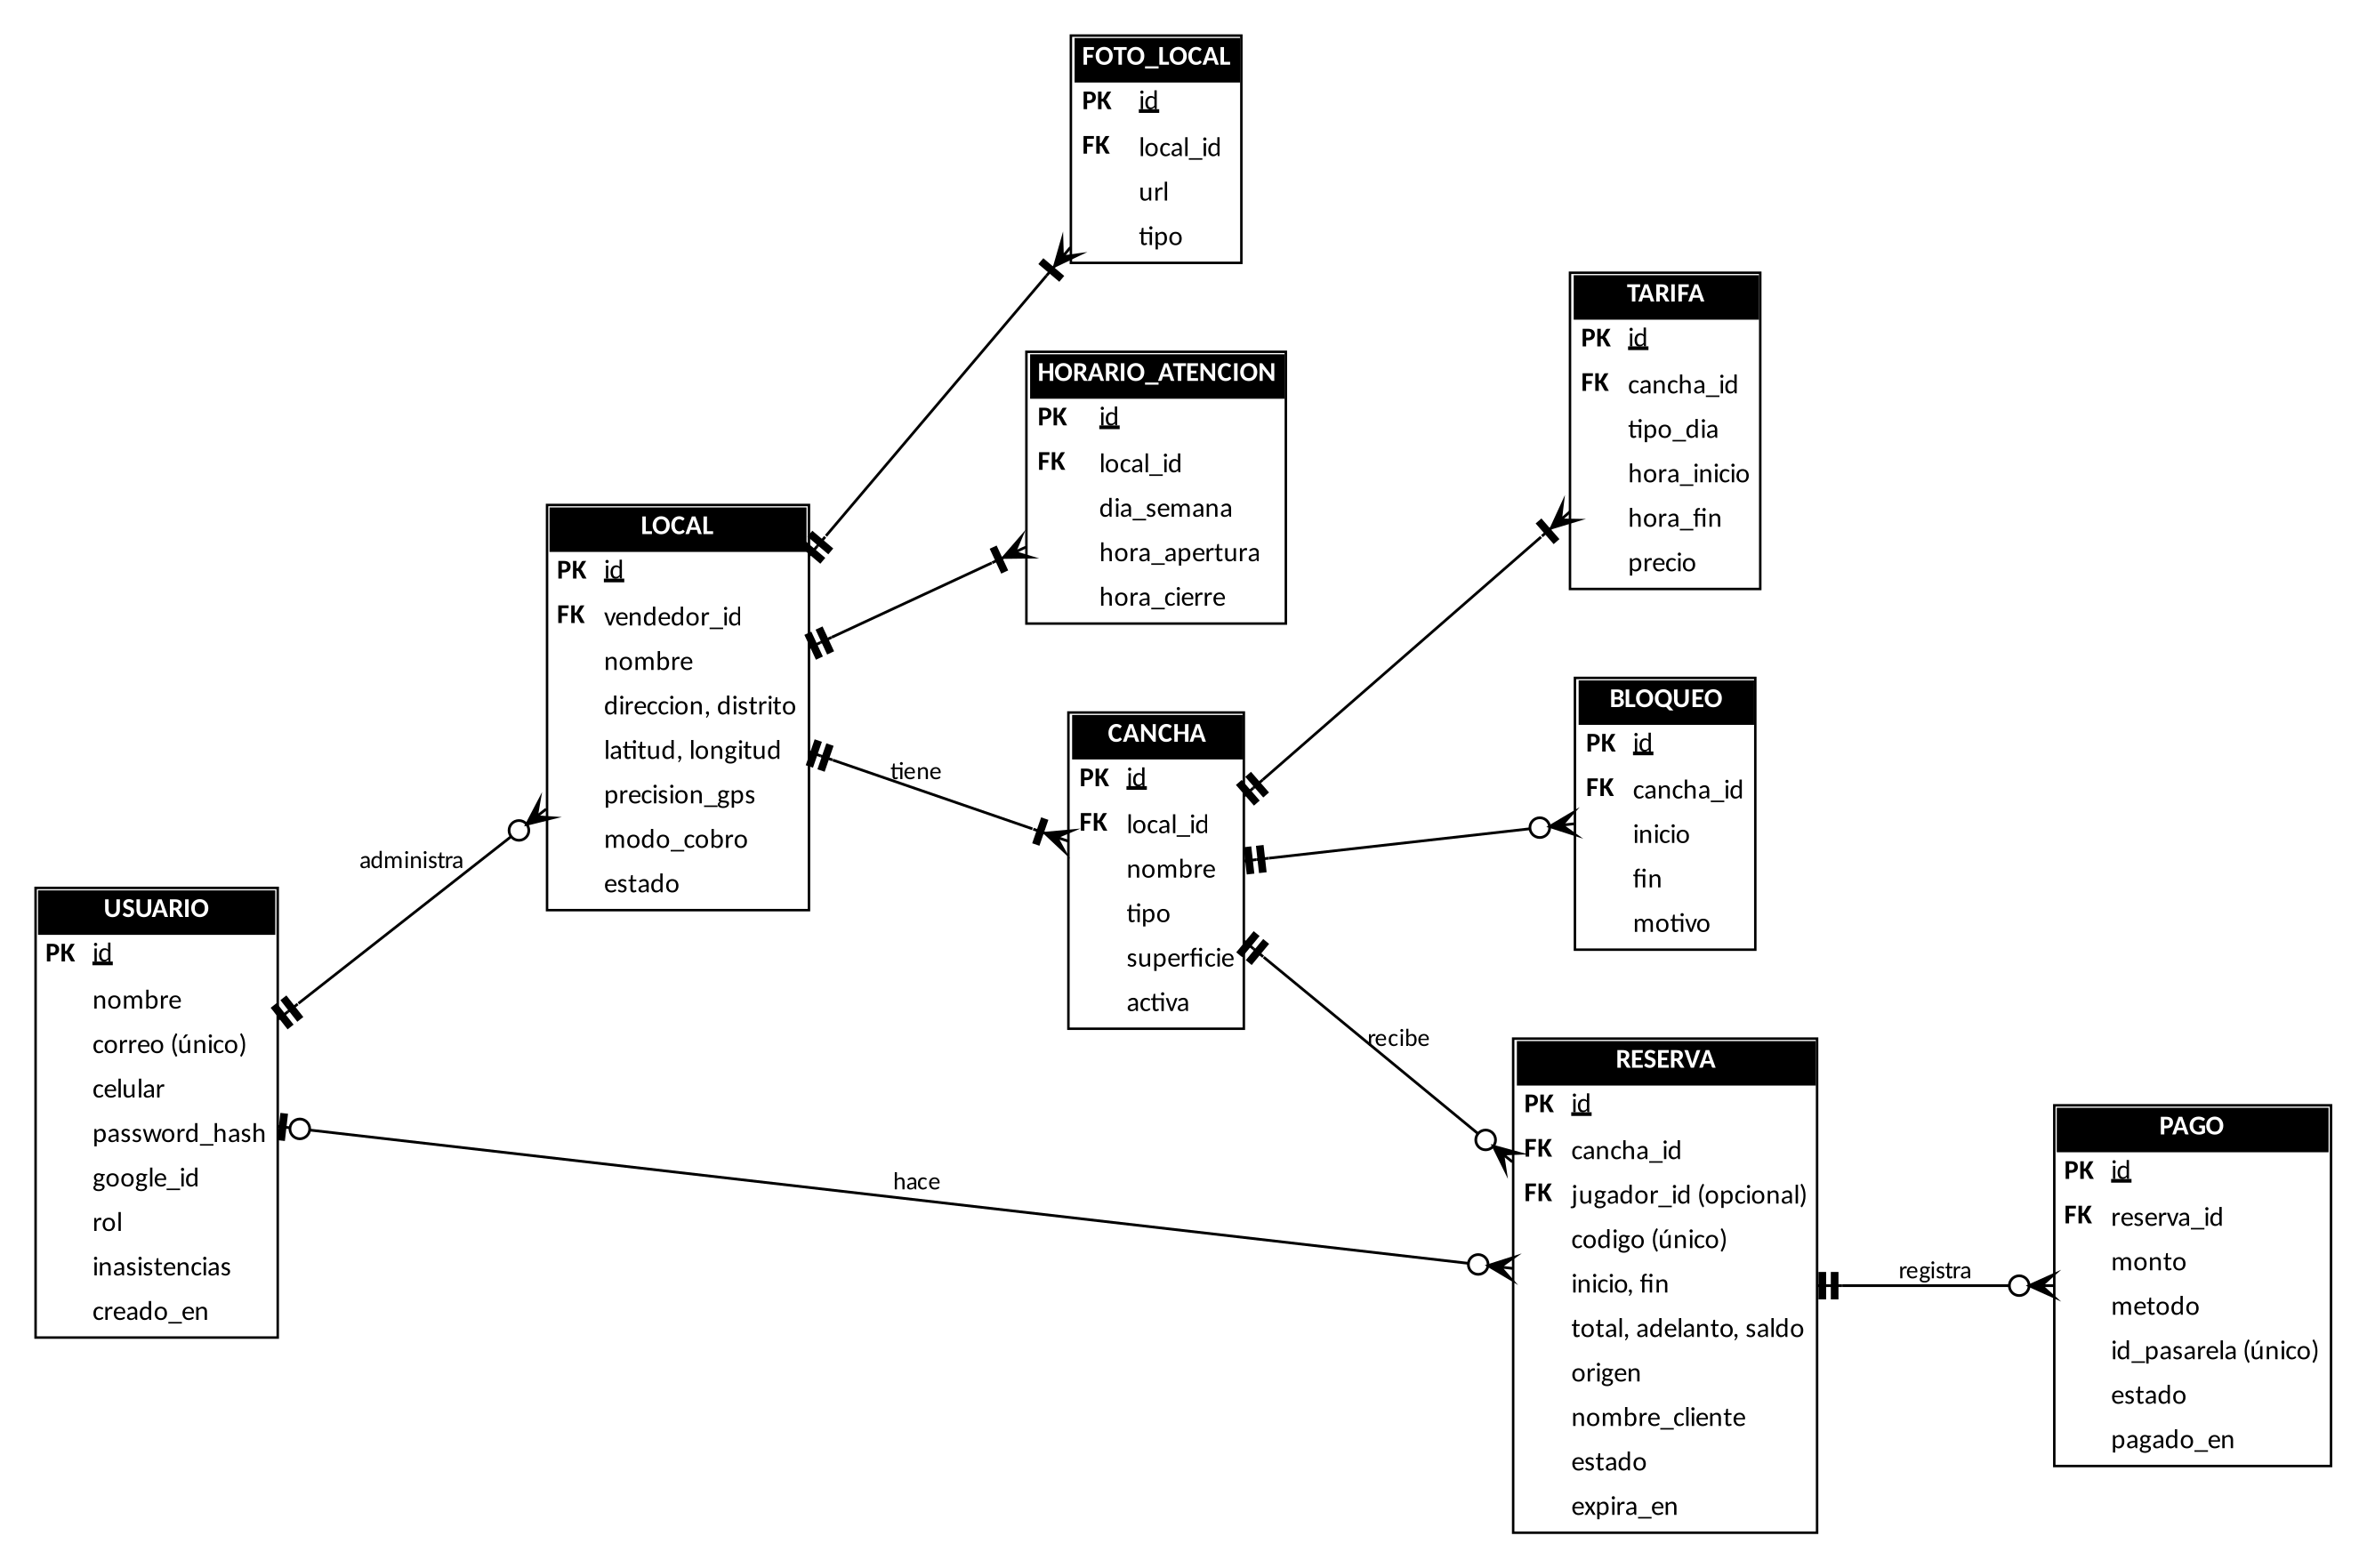 FOTO_LOCAL
PK id
FK local_id
url
tipo
HORARIO_ATENCION
PK id
FK local_id
dia_semana
hora_apertura
hora_cierre
TARIFA
PK id
FK cancha_id
tipo_dia
hora_inicio
hora_fin
precio
LOCAL
PK id
FK vendedor_id
nombre
direccion, distrito
latitud, longitud
precision_gps
modo_cobro
estado
tiene
CANCHA
PK id
FK local_id
nombre
tipo
superficie
activa
BLOQUEO
PK id
FK cancha_id
inicio
fin
motivo
administra
USUARIO
PK id
nombre
correo (único)
celular
password_hash
google_id
rol
inasistencias
creado_en
hace
recibe
RESERVA
PK id
FK cancha_id
FK jugador_id (opcional)
codigo (único)
inicio, fin
total, adelanto, saldo
origen
nombre_cliente
estado
expira_en
registra
PAGO
PK id
FK reserva_id
monto
metodo
id_pasarela (único)
estado
pagado_en